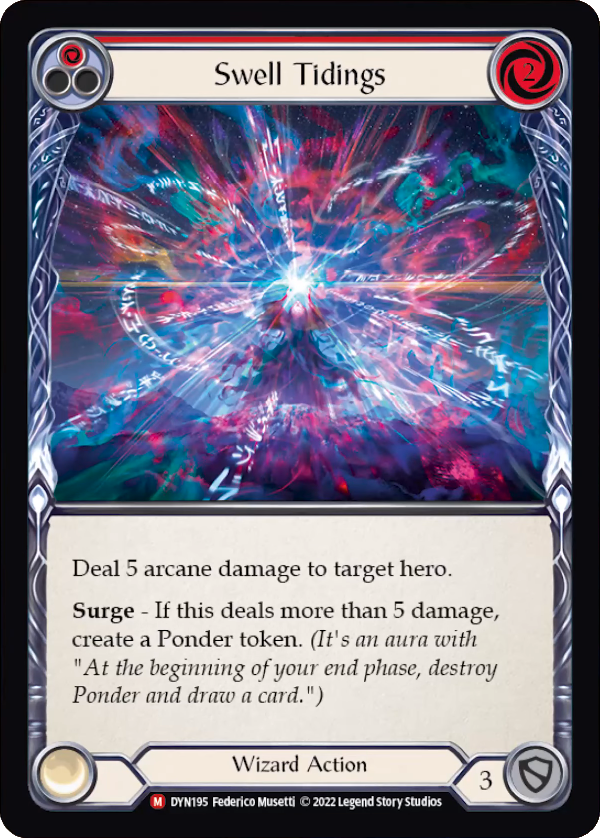 Swell Tidings
2
Deal 5 arcane damage to target hero.
Surge - If this deals more than 5 damage,
create a Ponder token. (It's an aura with
"At the beginning of your end phase, destroy
Ponder and draw a card.")
Wizard Action
3
M DYN195 Federico Musetti © 2022 Legend Story Studios